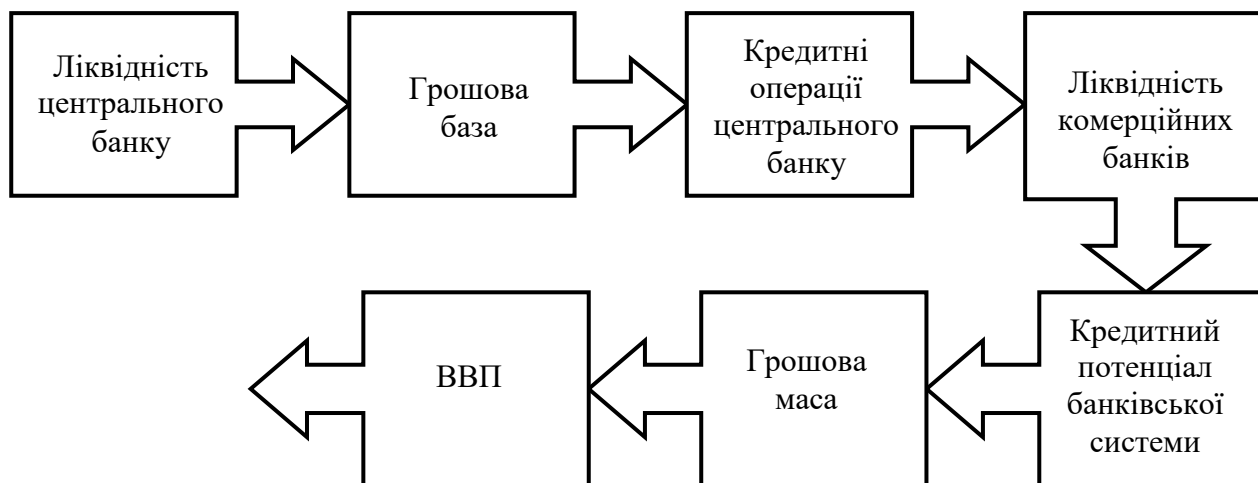 Ліквідність
центрального
банку
Грошова
база
Кредитні
операції
центрального
банку
Ліквідність
комерційних
банків
Кредитний
потенціал
банківської
системи
Грошова
маса
ВВП